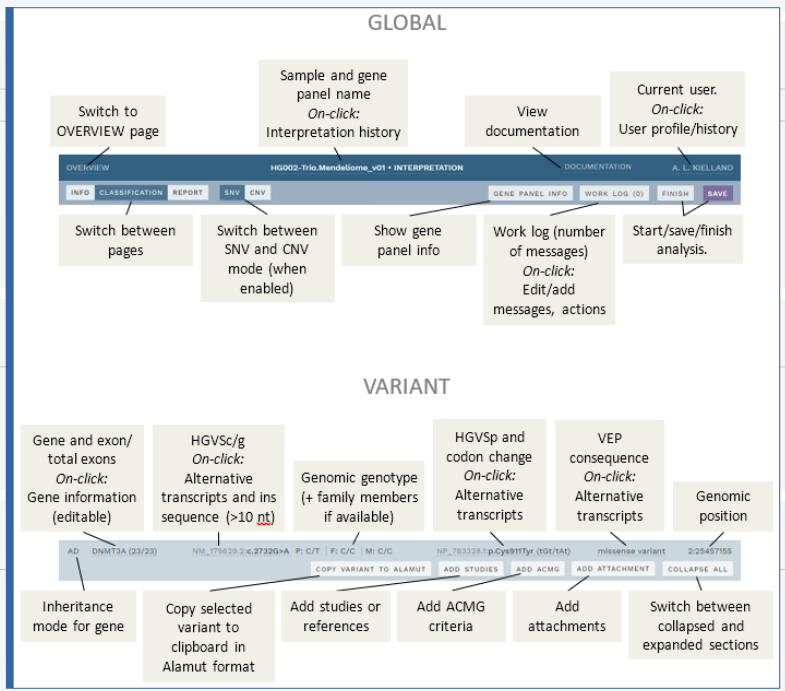 GLOBAL
Switch to
OVERVIEW page
Sample and gene
panel name
On-click:
Interpretation history
View
documentation
Current user.
On-click:
User profile/history
OVERVIEW
HG002-Trio.Mendeliome_v01 • INTERPRETATION
DOCUMENTATION
A. L. KIELLAND
INFO CLASSIFICATION REPORT SNV CNV GENE PANEL INFO WORK LOG (0) FINISH SAVE
Switch between
pages
Switch between
SNV and CNV
mode (when
enabled)
Show gene
panel info
Work log (number
of messages)
On-click:
Edit/add
messages, actions
Start/save/finish
analysis.
VARIANT
Gene and exon/
total exons
On-click:
Gene information
(editable)
HGVSc/g
On-click:
Alternative
transcripts and ins
sequence (>10 nt)
Genomic genotype
(+ family members
if available)
HGVSp and
codon change
On-click:
Alternative
transcripts
VEP
consequence
On-click:
Alternative
transcripts
Genomic
position
AD DNMT3A (23/23) NM_175629.2:c.2732G>A P: C/T F: C/C M: C/C NP_783328.1:p.Cys911Tyr (tGt/tAt) missense variant 2:25457155
COPY VARIANT TO ALAMUT ADD STUDIES ADD ACMG ADD ATTACHMENT COLLAPSE ALL
Inheritance
mode for gene
Copy selected
variant to
clipboard in
Alamut format
Add studies or
references
Add ACMG
criteria
Add
attachments
Switch between
collapsed and
expanded sections